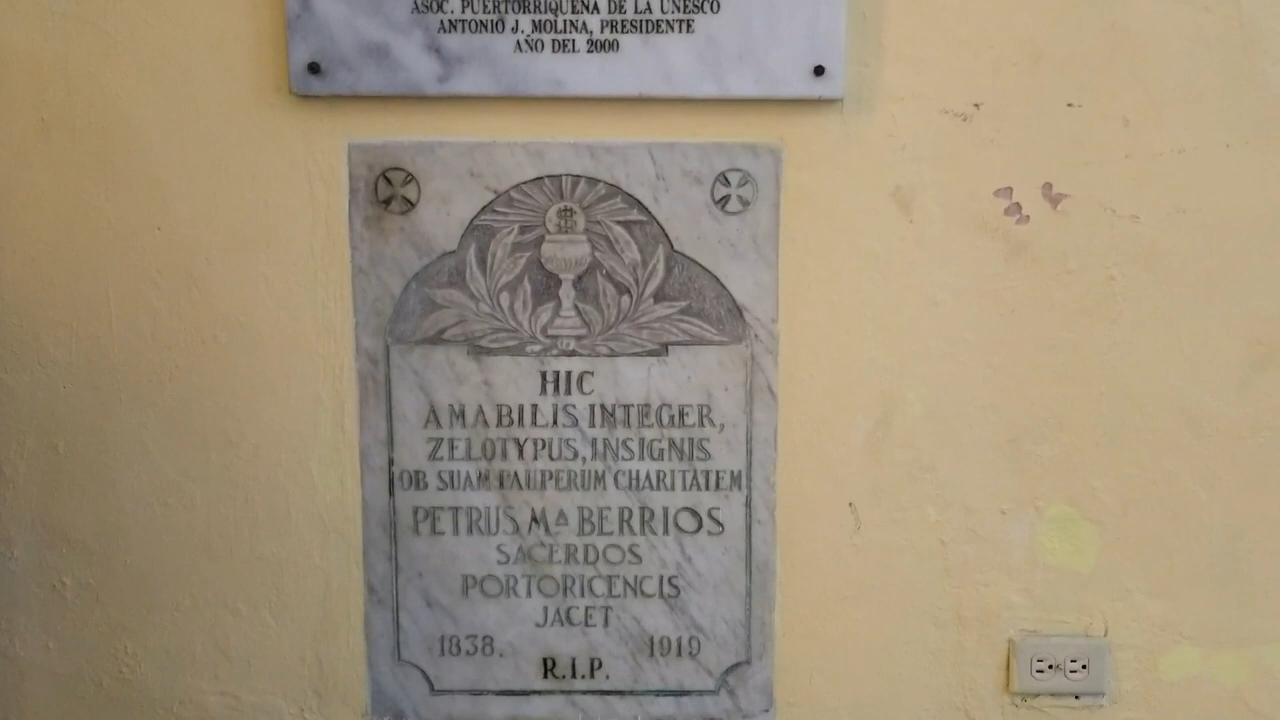 ASOC. PUERTORRIQUEÑA DE LA UNESCO
ANTONIO J. MOLINA, PRESIDENTE
AÑO DEL 2000
HIC
AMABILIS INTEGER,
ZELOTYPUS, INSIGNIS
OB SUAM PAUPERUM CHARITATEM
PETRUS Mª BERRIOS
SACERDOS
PORTORICENCIS
JACET
1838. 1919
R.I.P.